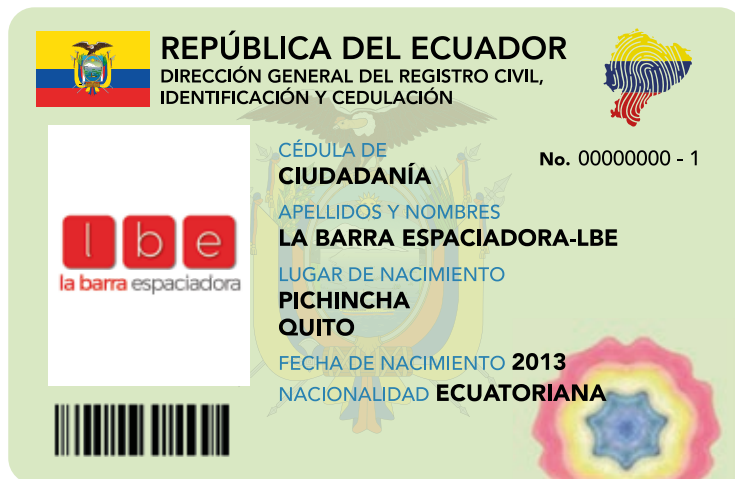 REPÚBLICA DEL ECUADOR
DIRECCIÓN GENERAL DEL REGISTRO CIVIL,
IDENTIFICACIÓN Y CEDULACIÓN
CÉDULA DE
CIUDADANÍA
No. 00000000 - 1
APELLIDOS Y NOMBRES
LA BARRA ESPACIADORA-LBE
LUGAR DE NACIMIENTO
PICHINCHA
QUITO
FECHA DE NACIMIENTO 2013
NACIONALIDAD ECUATORIANA
lbe
la barra espaciadora